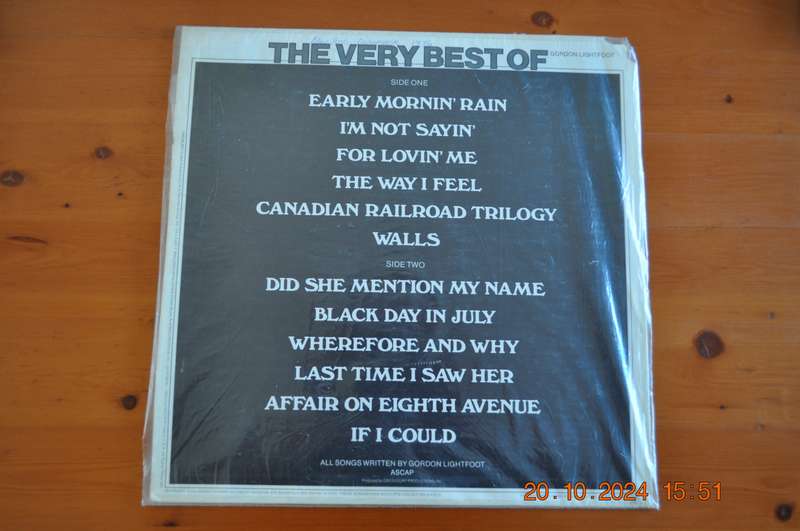 THE VERY BEST OF
GORDON LIGHTFOOT
SIDE ONE
EARLY MORNIN' RAIN
I'M NOT SAYIN'
FOR LOVIN' ME
THE WAY I FEEL
CANADIAN RAILROAD TRILOGY
WALLS
SIDE TWO
DID SHE MENTION MY NAME
BLACK DAY IN JULY
WHEREFORE AND WHY
LAST TIME I SAW HER
AFFAIR ON EIGHTH AVENUE
IF I COULD
ALL SONGS WRITTEN BY GORDON LIGHTFOOT
ASCAP
20.10.2024 15:51